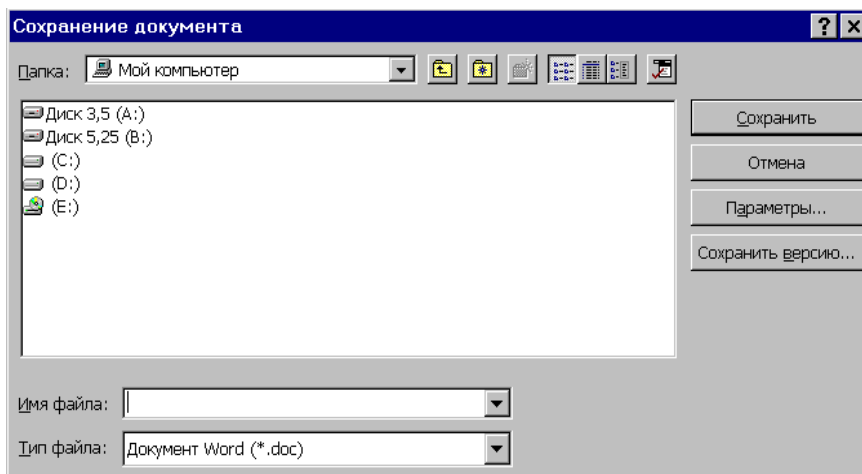 Сохранение документа
Папка: Мой компьютер
Диск 3,5 (A:)
Диск 5,25 (B:)
(C:)
(D:)
(E:)
Сохранить
Отмена
Параметры...
Сохранить версию...
Имя файла:
Тип файла: Документ Word (*.doc)